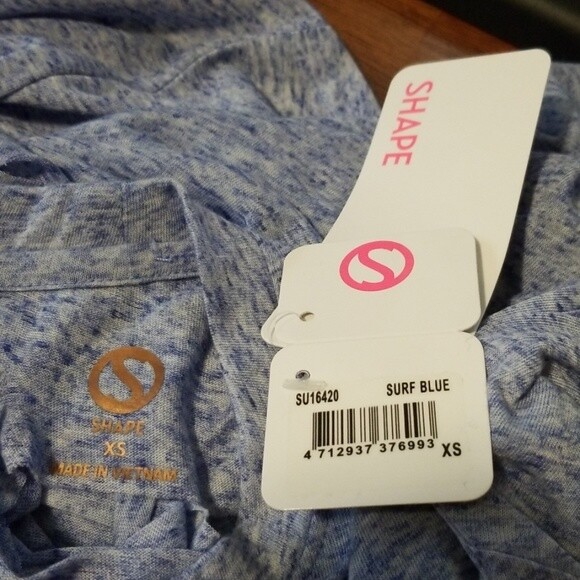 SHAPE
S
SU16420 SURF BLUE
4 712937 376993 XS
S
SHAPE
XS
MADE IN VIETNAM